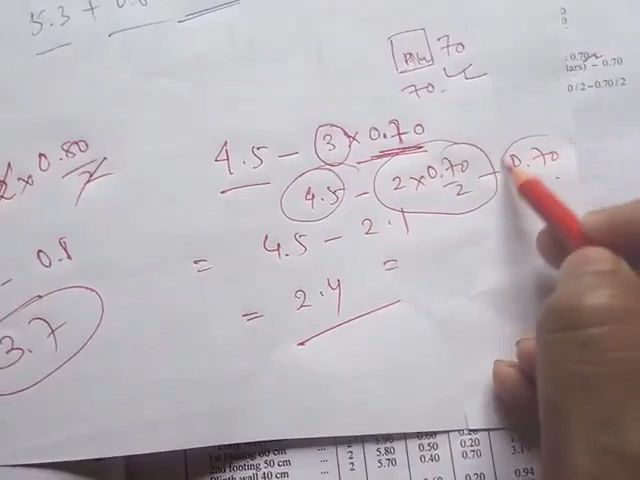 5.3 +
70
70.
2 x 0.80/2
- 0.8
3.7
4.5 - 3 x 0.70
4.5 - 2 x 0.70/2 - 0.70
= 4.5 - 2.1
= 2.4 =
0.70
lars) - 0.70
0/2-0.70/2
1st footing 60 cm ... 2 5.80 0.50 0.20
2nd footing 50 cm ... 2 5.70 0.40 0.70
Plinth wall 40 cm
0.20 0.94